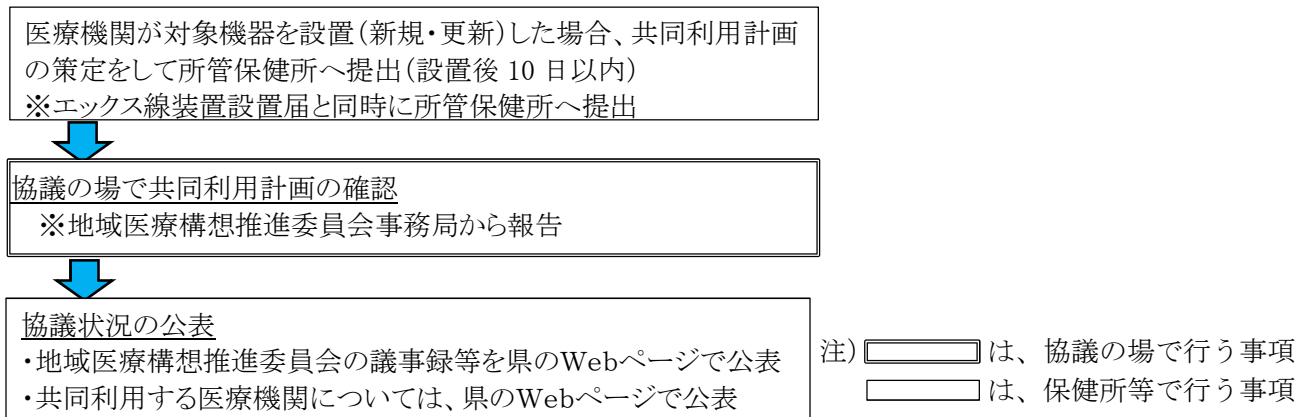 医療機関が対象機器を設置（新規・更新）した場合、共同利用計画
の策定をして所管保健所へ提出（設置後 10 日以内）
※エックス線装置設置届と同時に所管保健所へ提出
協議の場で共同利用計画の確認
※地域医療構想推進委員会事務局から報告
協議状況の公表
・地域医療構想推進委員会の議事録等を県のWebページで公表
・共同利用する医療機関については、県のWebページで公表
注） は、協議の場で行う事項
は、保健所等で行う事項